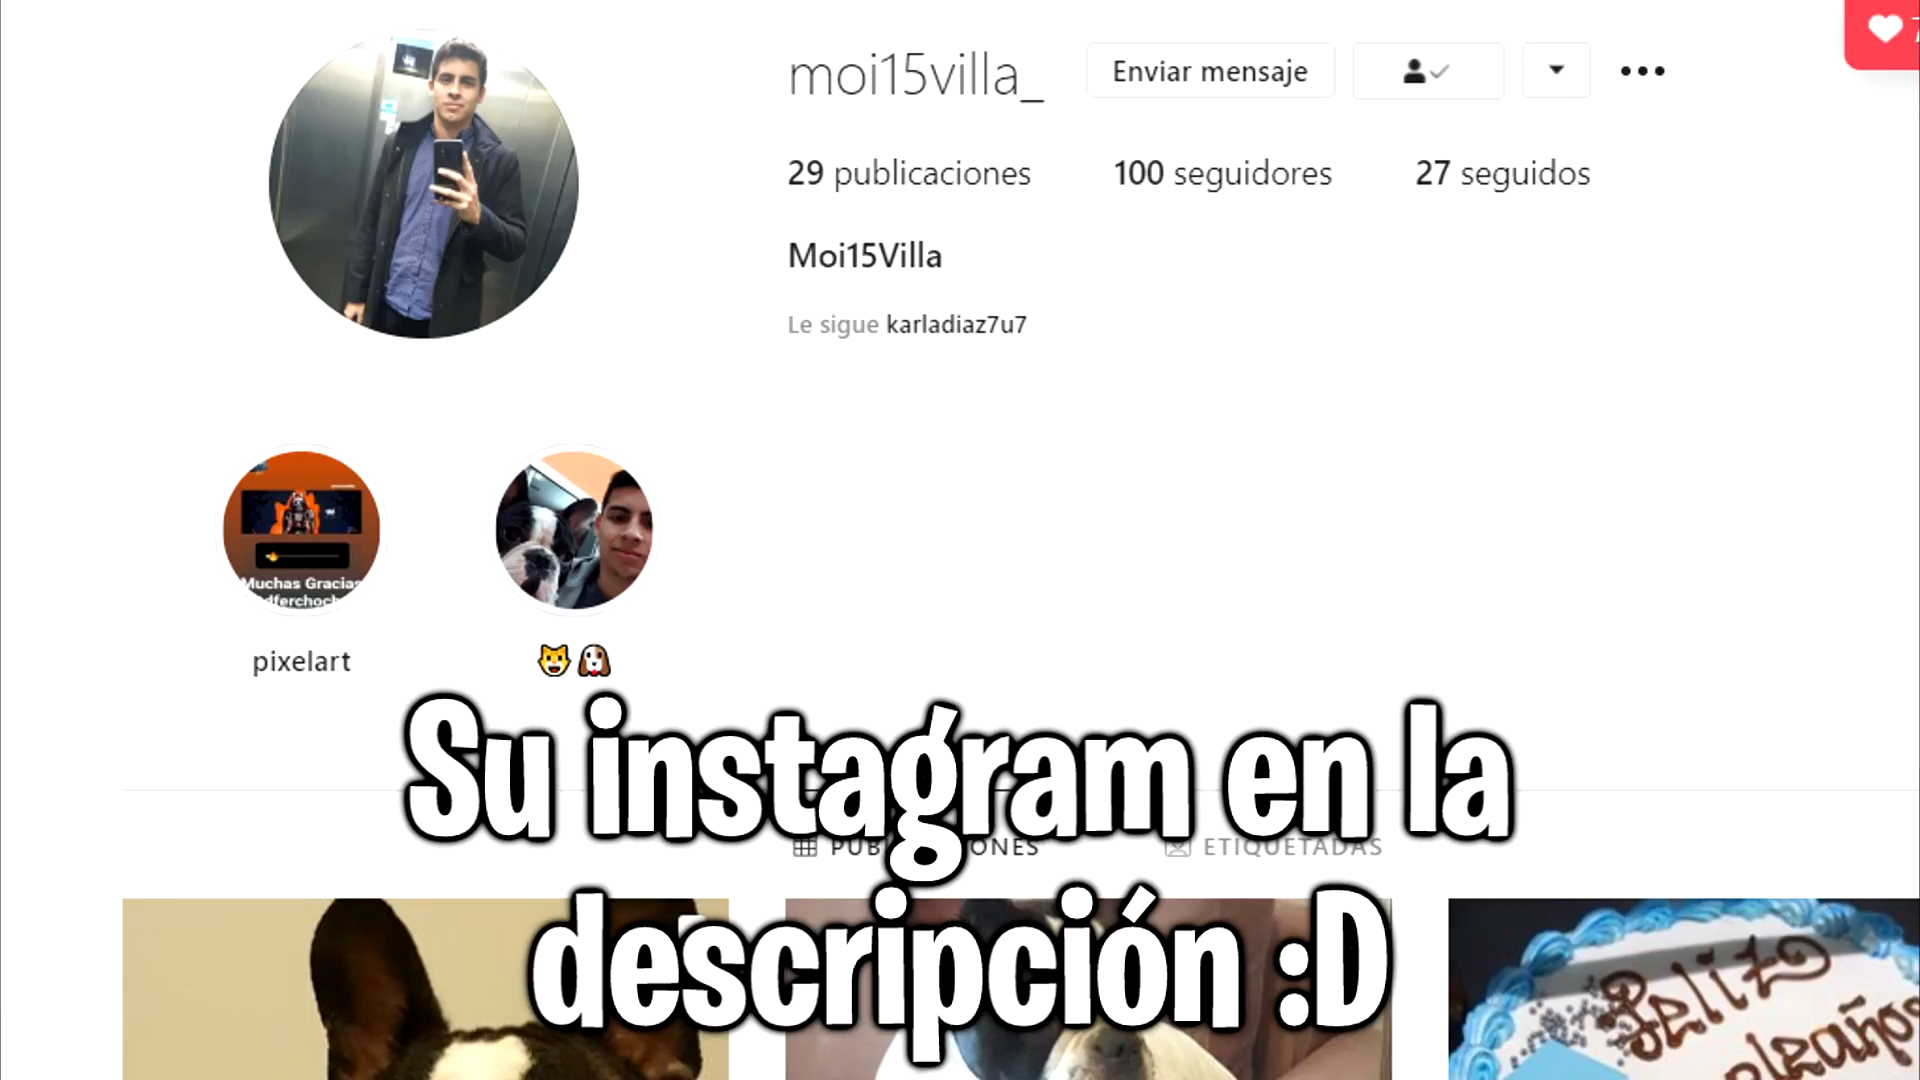 moi15villa_
Enviar mensaje
29 publicaciones
100 seguidores
27 seguidos
Moi15Villa
Le sigue karladiaz7u7
Muchas Gracias
pixelart
Su instagram en la
ETIQUETADAS
descripción :D
Feliz